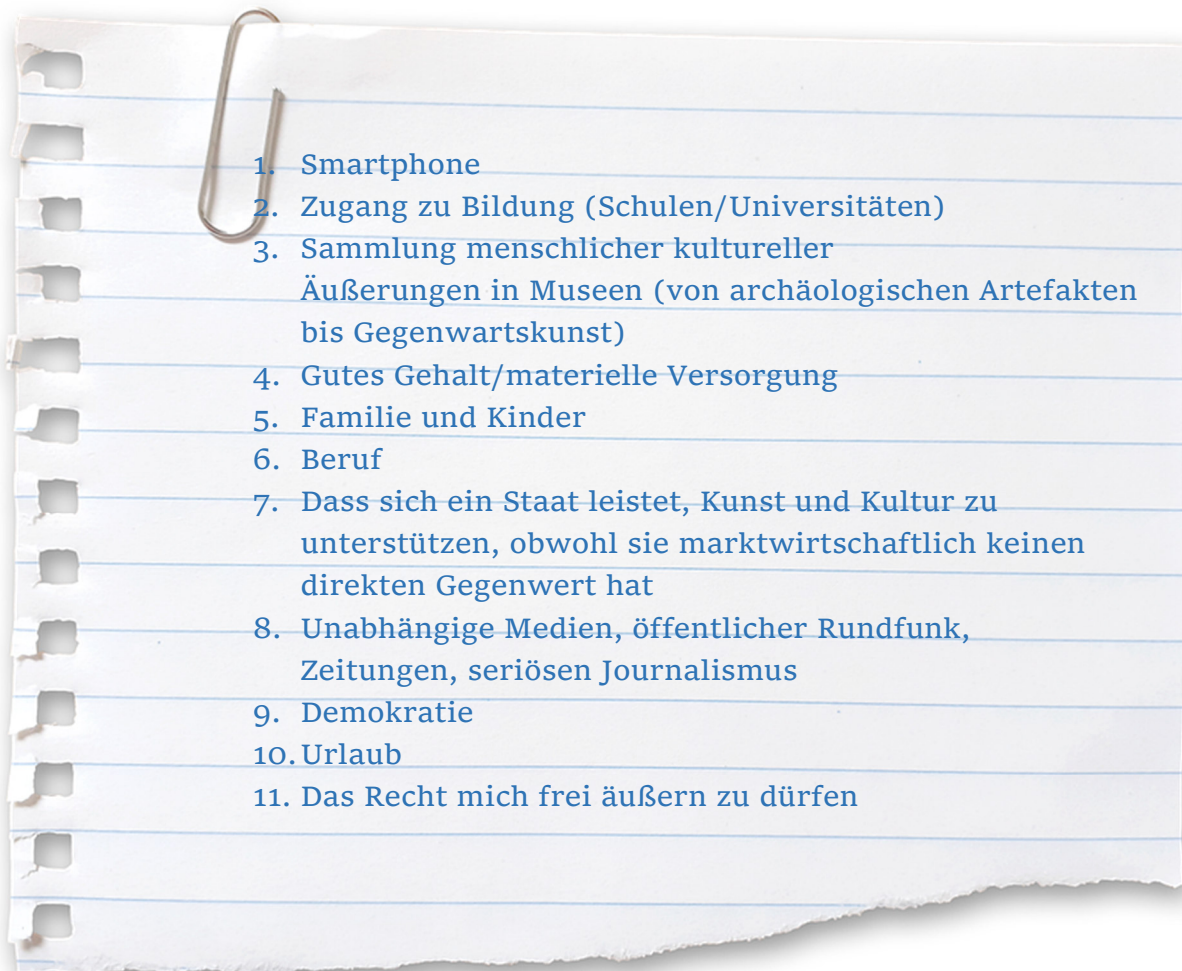 1. Smartphone
2. Zugang zu Bildung (Schulen/Universitäten)
3. Sammlung menschlicher kultureller
Äußerungen in Museen (von archäologischen Artefakten
bis Gegenwartskunst)
4. Gutes Gehalt/materielle Versorgung
5. Familie und Kinder
6. Beruf
7. Dass sich ein Staat leistet, Kunst und Kultur zu
unterstützen, obwohl sie marktwirtschaftlich keinen
direkten Gegenwert hat
8. Unabhängige Medien, öffentlicher Rundfunk,
Zeitungen, seriösen Journalismus
9. Demokratie
10. Urlaub
11. Das Recht mich frei äußern zu dürfen